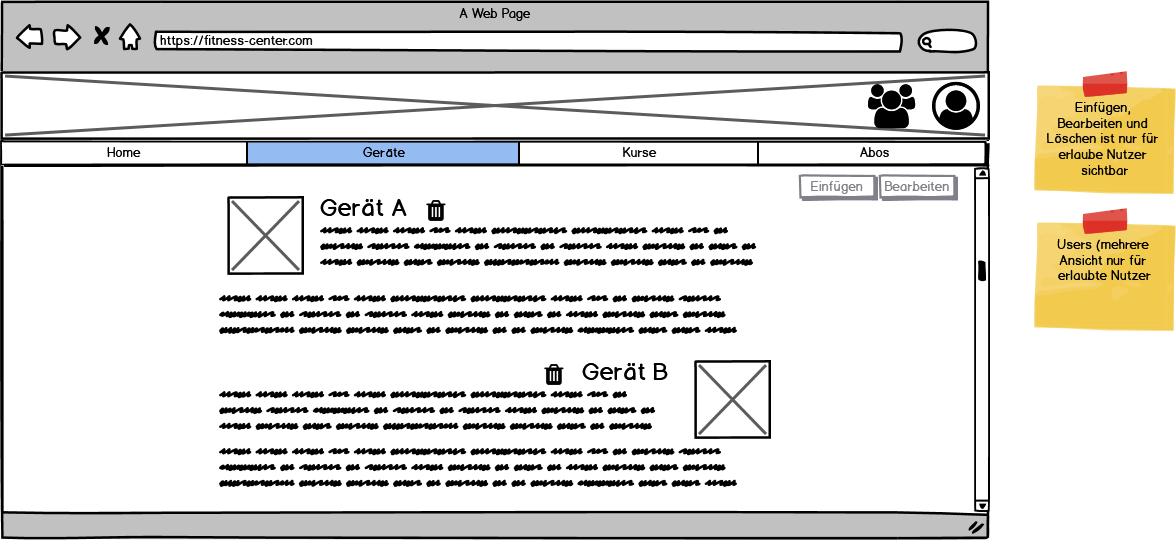 A Web Page
https://fitness-center.com
Home
Geräte
Kurse
Abos
Einfügen
Bearbeiten
Gerät A
Gerät B
Einfügen,
Bearbeiten und
Löschen ist nur für
erlaube Nutzer
sichtbar
Users (mehrere
Ansicht nur für
erlaubte Nutzer